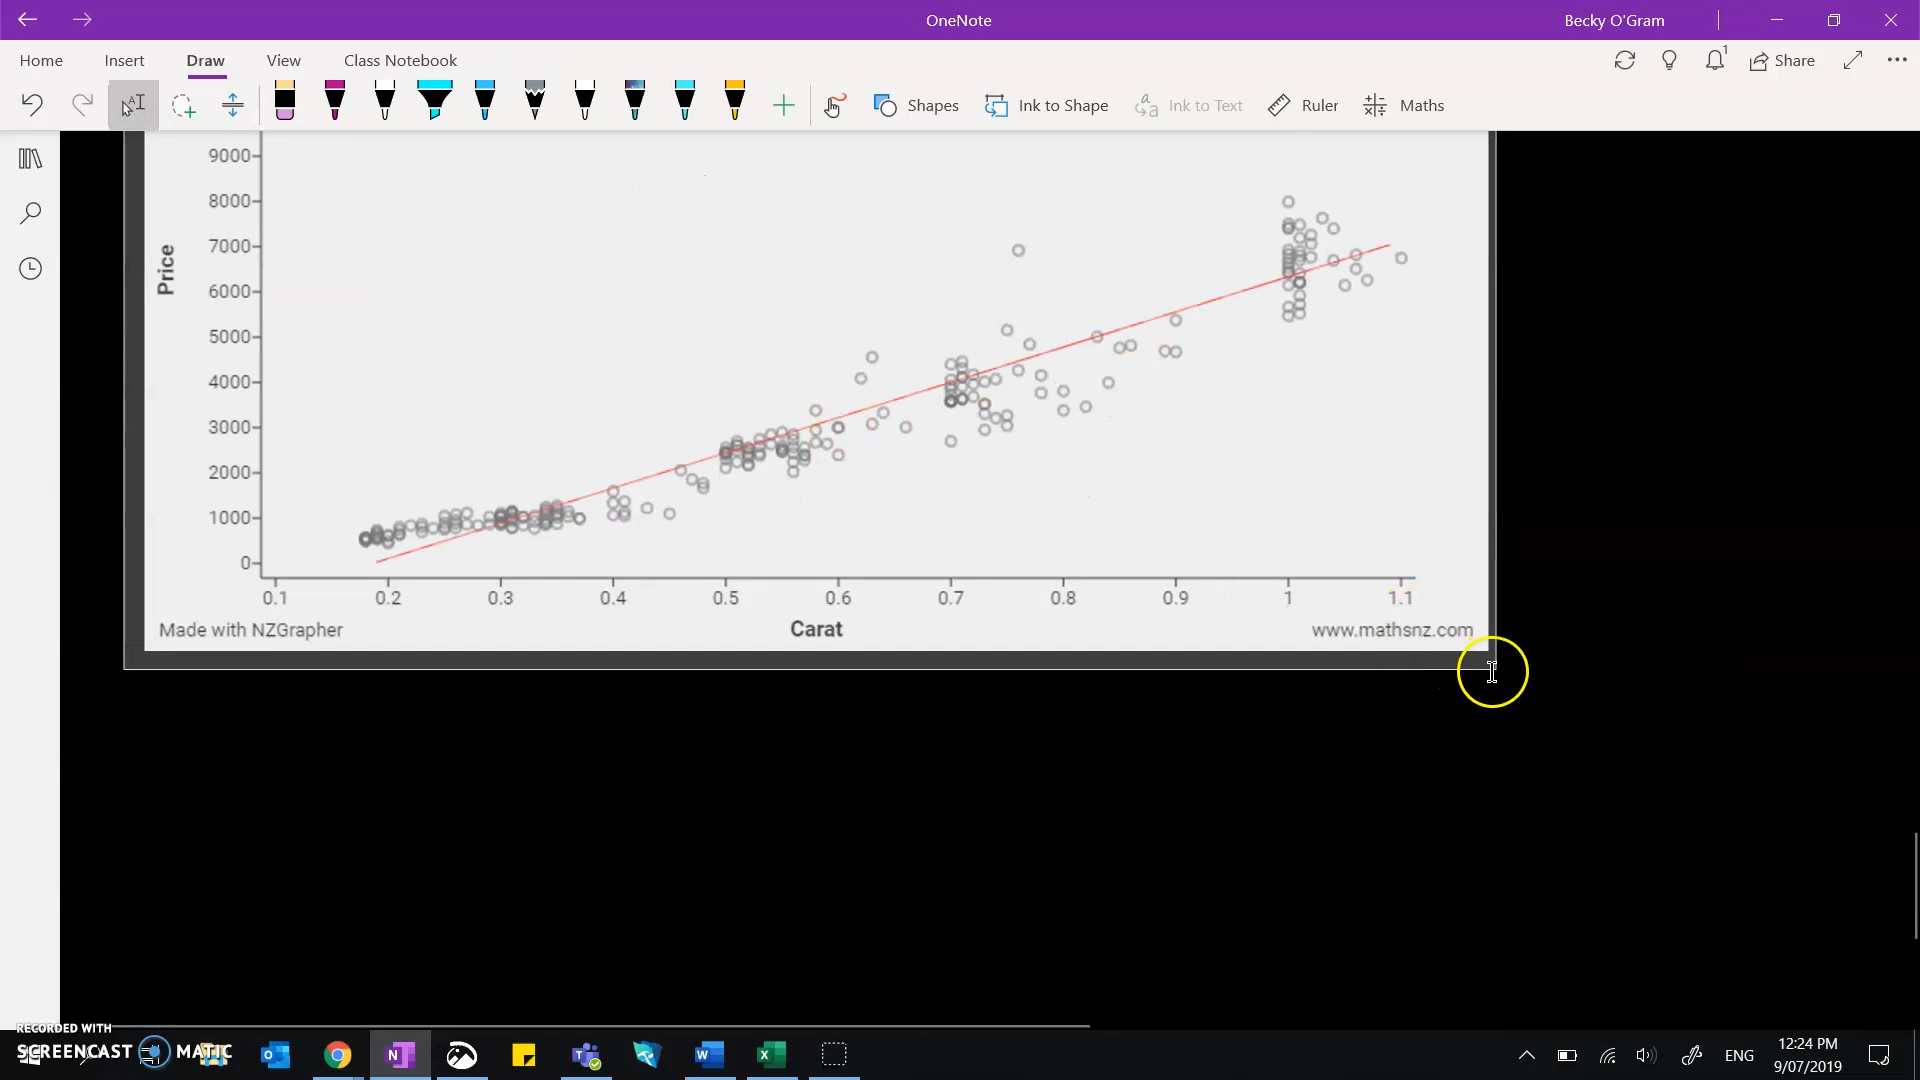 OneNote
Becky O'Gram
Home Insert Draw View Class Notebook
1
Share
Shapes
Ink to Shape
Ink to Text
Ruler
Maths
9000
8000
7000
6000
5000
4000
3000
2000
1000
0
Price
0.1 0.2 0.3 0.4 0.5 0.6 0.7 0.8 0.9 1 1.1
Made with NZGrapher
Carat
www.mathsnz.com
RECORDED WITH
SCREENCAST MATIC
ENG
12:24 PM
9/07/2019